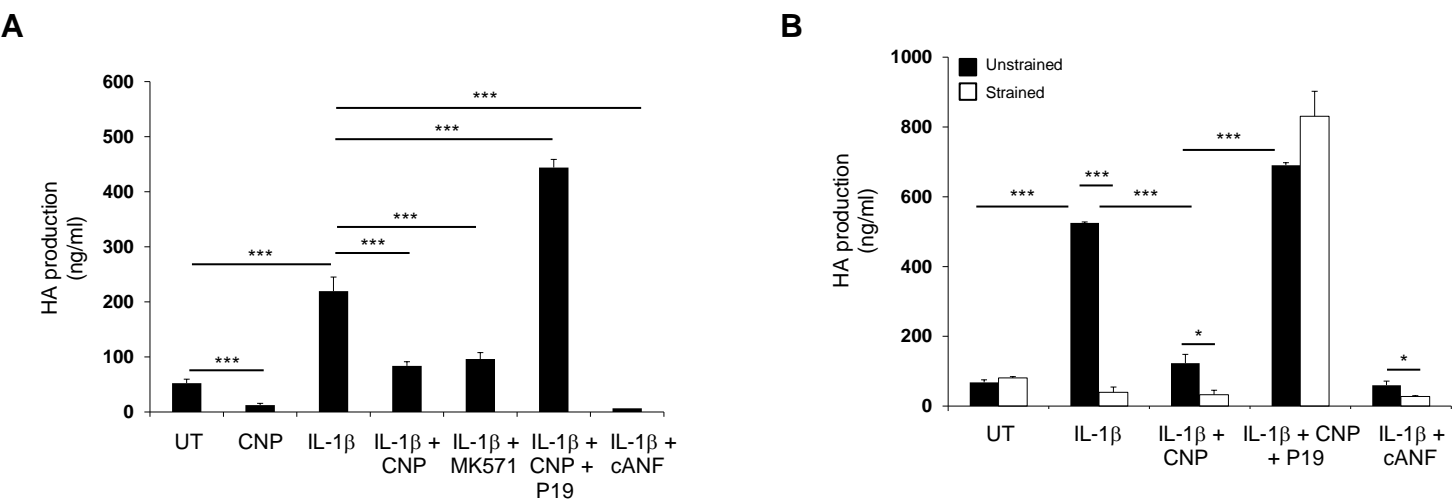 A
HA production
(ng/ml)
600
500
400
300
200
100
0
***
***
***
***
***
***
UT
CNP
IL-1β
IL-1β +
CNP
IL-1β +
MK571
IL-1β +
CNP +
P19
IL-1β +
cANF
B
HA production
(ng/ml)
1000
800
600
400
200
0
Unstrained
Strained
***
***
***
***
*
*
UT
IL-1β
IL-1β +
CNP
IL-1β + CNP
+ P19
IL-1β +
cANF